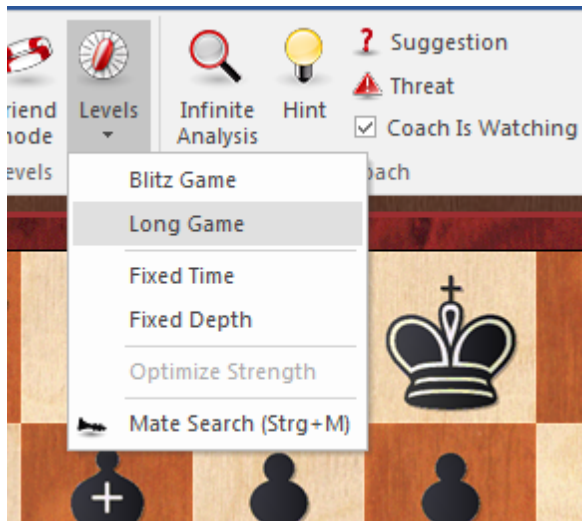 riend
node
evels
Levels
Infinite
Analysis
Hint
Suggestion
Threat
Coach Is Watching
oach
Blitz Game
Long Game
Fixed Time
Fixed Depth
Optimize Strength
Mate Search (Strg+M)